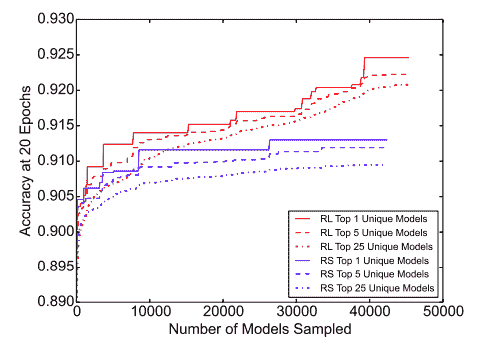 0.930
0.925
0.920
0.915
0.910
0.905
0.900
0.895
0.890
Accuracy at 20 Epochs
RL Top 1 Unique Models
RL Top 5 Unique Models
RL Top 25 Unique Models
RS Top 1 Unique Models
RS Top 5 Unique Models
RS Top 25 Unique Models
0 10000 20000 30000 40000 50000
Number of Models Sampled